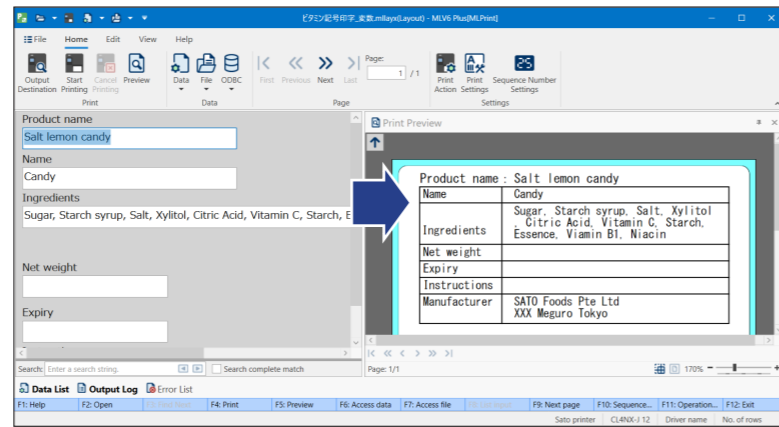 ビタミン記号印字_変数.mllayx(Layout) - MLV6 Plus[MLPrint]
File Home Edit View Help
Output Destination
Start Printing
Cancel Printing
Preview
Data
File
ODBC
First
Previous
Next
Last
Page:
1 / 1
Print Action
Print Settings
Sequence Number Settings
Print
Data
Page
Settings
Product name
Salt lemon candy
Name
Candy
Ingredients
Sugar, Starch syrup, Salt, Xylitol, Citric Acid, Vitamin C, Starch, E
Net weight
Expiry
Search: Enter a search string.
Search complete match
Print Preview
Product name : Salt lemon candy
Name Candy
Ingredients
Sugar, Starch syrup, Salt, Xylitol
, Citric Acid, Vitamin C, Starch,
Essence, Viamin B1, Niacin
Net weight
Expiry
Instructions
Manufacturer
SATO Foods Pte Ltd
XXX Meguro Tokyo
Page: 1/1
170%
Data List Output Log Error List
F1: Help F2: Open F4: Print F5: Preview F6: Access data F7: Access file F9: Next page F10: Sequence... F11: Operation... F12: Exit
Sato printer CL4NX-J 12 Driver name No. of rows